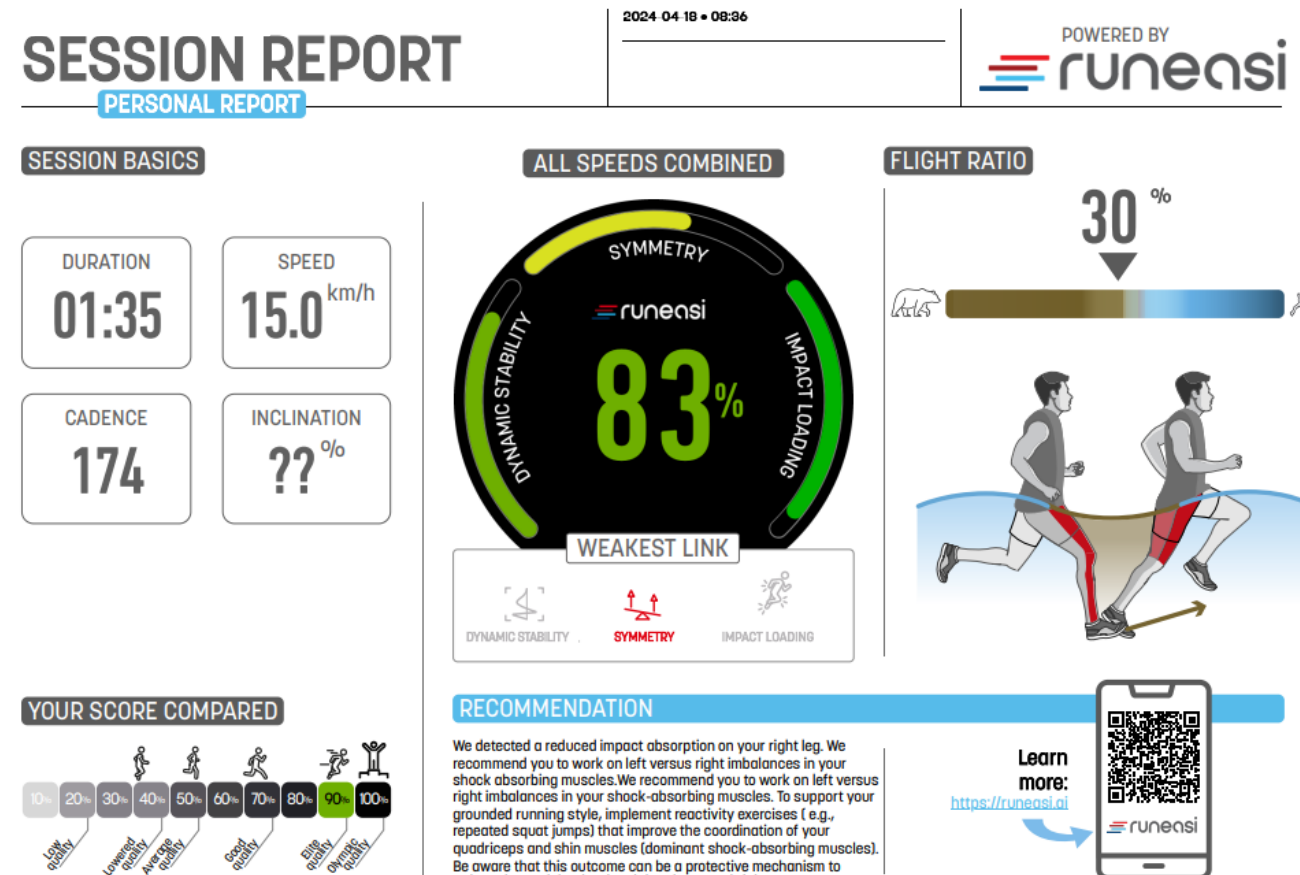 2024-04-18 • 08:36
SESSION REPORT
PERSONAL REPORT
POWERED BY
runeasi
SESSION BASICS
DURATION
01:35
SPEED
15.0 km/h
CADENCE
174
INCLINATION
?? %
ALL SPEEDS COMBINED
SYMMETRY
DYNAMIC STABILITY
IMPACT LOADING
runeasi
83%
WEAKEST LINK
DYNAMIC STABILITY
SYMMETRY
IMPACT LOADING
FLIGHT RATIO
30 %
YOUR SCORE COMPARED
10% 20% 30% 40% 50% 60% 70% 80% 90% 100%
Low quality
Lowered quality
Average quality
Good quality
Elite quality
Olympic quality
RECOMMENDATION
We detected a reduced impact absorption on your right leg. We
recommend you to work on left versus right imbalances in your
shock absorbing muscles.We recommend you to work on left versus
right imbalances in your shock-absorbing muscles. To support your
grounded running style, implement reactivity exercises ( e.g.,
repeated squat jumps) that improve the coordination of your
quadriceps and shin muscles (dominant shock-absorbing muscles).
Be aware that this outcome can be a protective mechanism to
Learn
more:
https://runeasi.ai
runeasi